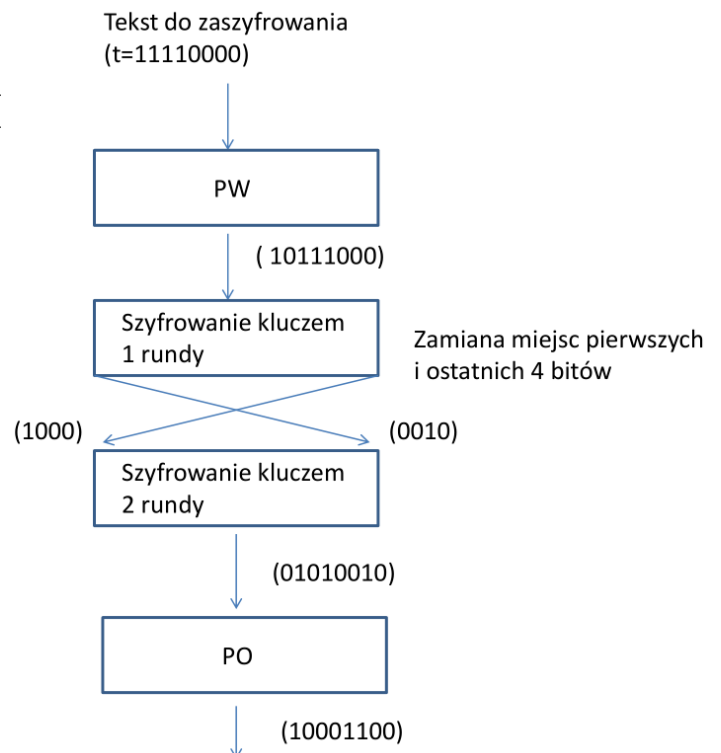 Tekst do zaszyfrowania
(t=11110000)
PW
( 10111000)
Szyfrowanie kluczem
1 rundy
Zamiana miejsc pierwszych
i ostatnich 4 bitów
(1000)
(0010)
Szyfrowanie kluczem
2 rundy
(01010010)
PO
(10001100)